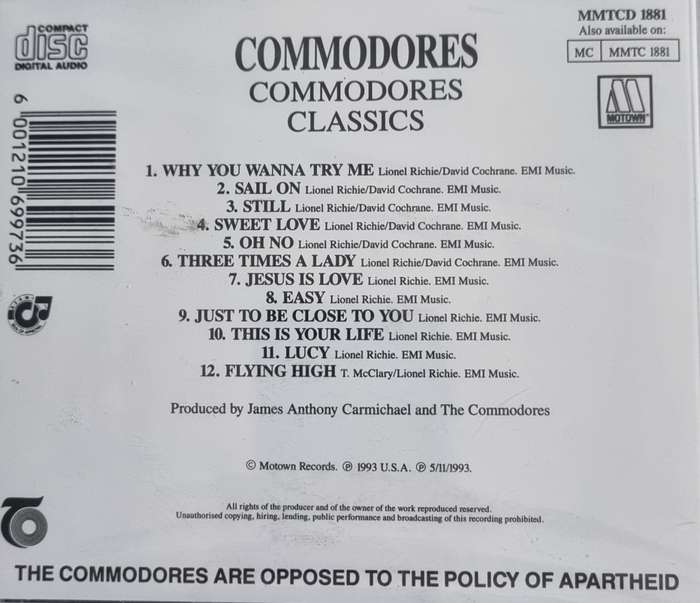 COMPACT
disc
DIGITAL AUDIO
MMTCD 1881
Also available on:
MC MMTC 1881
MOTOWN
COMMODORES
COMMODORES
CLASSICS
6 001210 699736
1. WHY YOU WANNA TRY ME Lionel Richie/David Cochrane. EMI Music.
2. SAIL ON Lionel Richie/David Cochrane. EMI Music.
3. STILL Lionel Richie/David Cochrane. EMI Music.
4. SWEET LOVE Lionel Richie/David Cochrane. EMI Music.
5. OH NO Lionel Richie/David Cochrane. EMI Music.
6. THREE TIMES A LADY Lionel Richie/David Cochrane. EMI Music.
7. JESUS IS LOVE Lionel Richie. EMI Music.
8. EASY Lionel Richie. EMI Music.
9. JUST TO BE CLOSE TO YOU Lionel Richie. EMI Music.
10. THIS IS YOUR LIFE Lionel Richie. EMI Music.
11. LUCY Lionel Richie. EMI Music.
12. FLYING HIGH T. McClary/Lionel Richie. EMI Music.
Produced by James Anthony Carmichael and The Commodores
© Motown Records. ℗ 1993 U.S.A. ℗ 5/11/1993.
All rights of the producer and of the owner of the work reproduced reserved.
Unauthorised copying, hiring, lending, public performance and broadcasting of this recording prohibited.
THE COMMODORES ARE OPPOSED TO THE POLICY OF APARTHEID